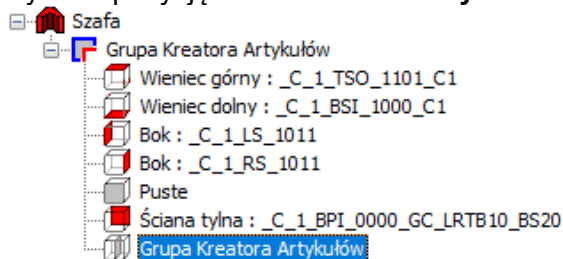 Szafa
Grupa Kreatora Artykułów
Wieniec górny : _C_1_TSO_1101_C1
Wieniec dolny : _C_1_BSI_1000_C1
Bok : _C_1_LS_1011
Bok : _C_1_RS_1011
Puste
Ściana tylna : _C_1_BPI_0000_GC_LRTB10_BS20
Grupa Kreatora Artykułów